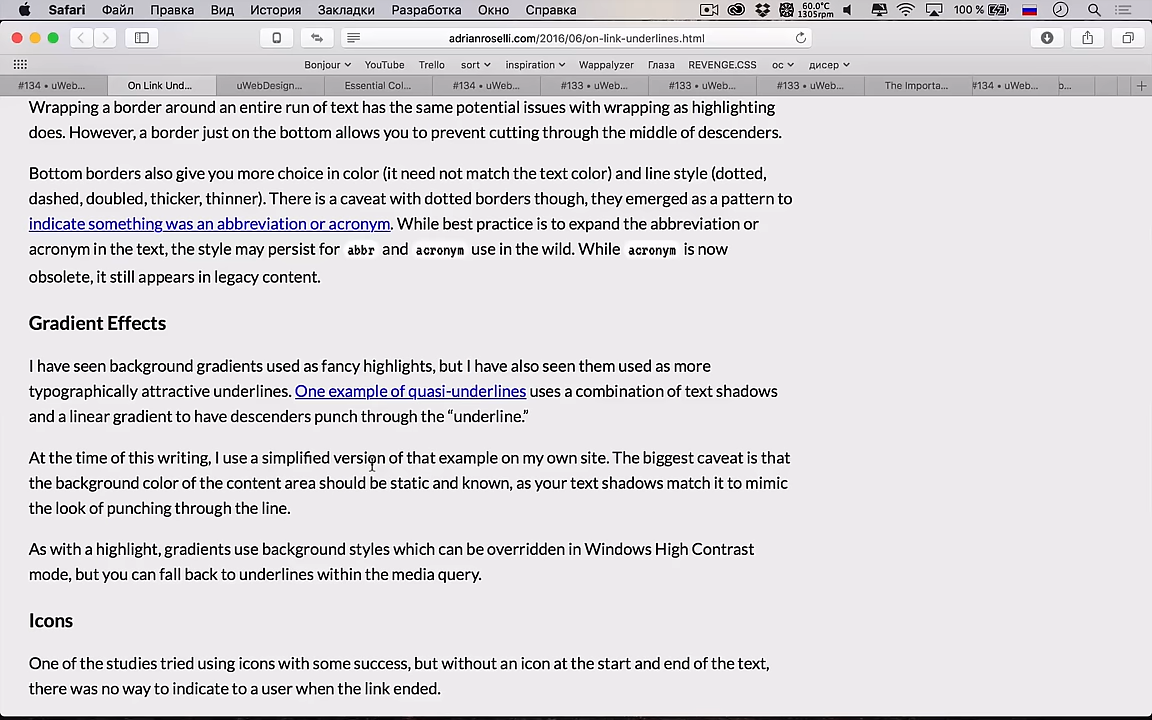 Safari Файл Правка Вид История Закладки Разработка Окно Справка 60.0°C 1305rpm 100 %
adrianroselli.com/2016/06/on-link-underlines.html
Bonjour YouTube Trello sort inspiration Wappalyzer Глаза REVENGE.CSS ос дисер
#134 • uWeb... On Link Und... uWebDesign... Essential Col... #134 • uWeb... #133 • uWeb... #133 • uWeb... #133 • uWeb... The Importa... #134 • uWeb... b...
Wrapping a border around an entire run of text has the same potential issues with wrapping as highlighting
does. However, a border just on the bottom allows you to prevent cutting through the middle of descenders.
Bottom borders also give you more choice in color (it need not match the text color) and line style (dotted,
dashed, doubled, thicker, thinner). There is a caveat with dotted borders though, they emerged as a pattern to
indicate something was an abbreviation or acronym. While best practice is to expand the abbreviation or
acronym in the text, the style may persist for abbr and acronym use in the wild. While acronym is now
obsolete, it still appears in legacy content.
Gradient Effects
I have seen background gradients used as fancy highlights, but I have also seen them used as more
typographically attractive underlines. One example of quasi-underlines uses a combination of text shadows
and a linear gradient to have descenders punch through the “underline.”
At the time of this writing, I use a simplified version of that example on my own site. The biggest caveat is that
the background color of the content area should be static and known, as your text shadows match it to mimic
the look of punching through the line.
As with a highlight, gradients use background styles which can be overridden in Windows High Contrast
mode, but you can fall back to underlines within the media query.
Icons
One of the studies tried using icons with some success, but without an icon at the start and end of the text,
there was no way to indicate to a user when the link ended.